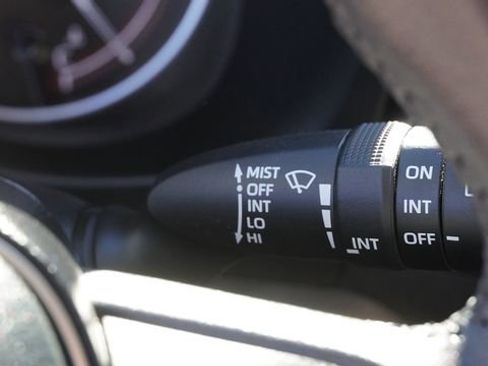 MIST
OFF
INT
LO
HI
INT
ON
INT
OFF